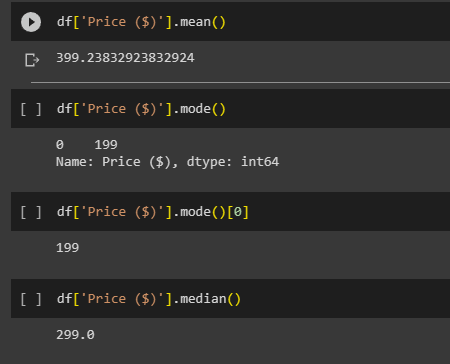 df['Price ($)'].mean()
399.23832923832924
[ ] df['Price ($)'].mode()
0    199
Name: Price ($), dtype: int64
[ ] df['Price ($)'].mode()[0]
199
[ ] df['Price ($)'].median()
299.0